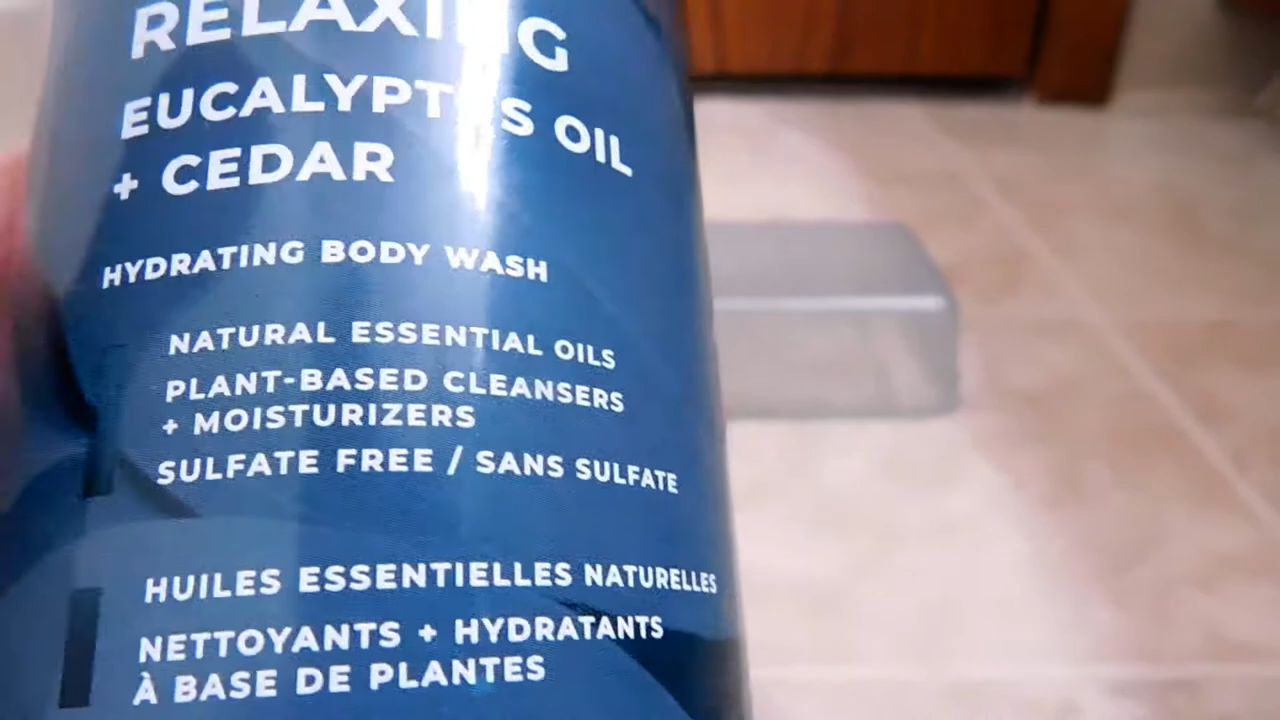 RELAXING
EUCALYPTUS OIL
+ CEDAR
HYDRATING BODY WASH
NATURAL ESSENTIAL OILS
PLANT-BASED CLEANSERS
+ MOISTURIZERS
SULFATE FREE / SANS SULFATE
HUILES ESSENTIELLES NATURELLES
NETTOYANTS + HYDRATANTS
À BASE DE PLANTES